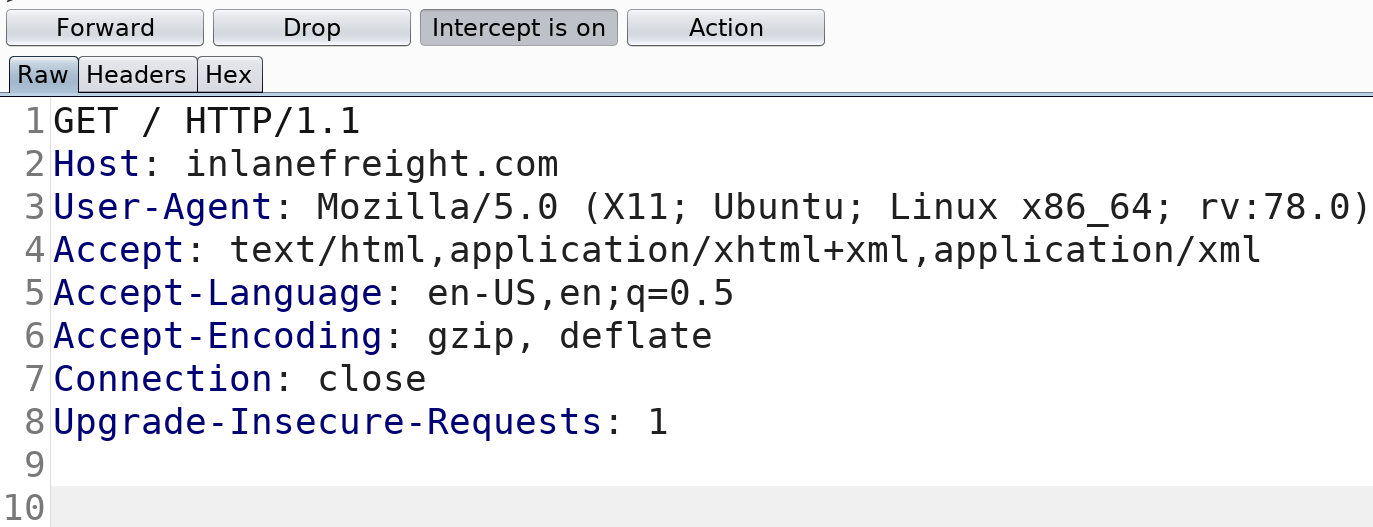 Forward Drop Intercept is on Action
Raw Headers Hex
1 GET / HTTP/1.1
2 Host: inlanefreight.com
3 User-Agent: Mozilla/5.0 (X11; Ubuntu; Linux x86_64; rv:78.0)
4 Accept: text/html,application/xhtml+xml,application/xml
5 Accept-Language: en-US,en;q=0.5
6 Accept-Encoding: gzip, deflate
7 Connection: close
8 Upgrade-Insecure-Requests: 1
9
10